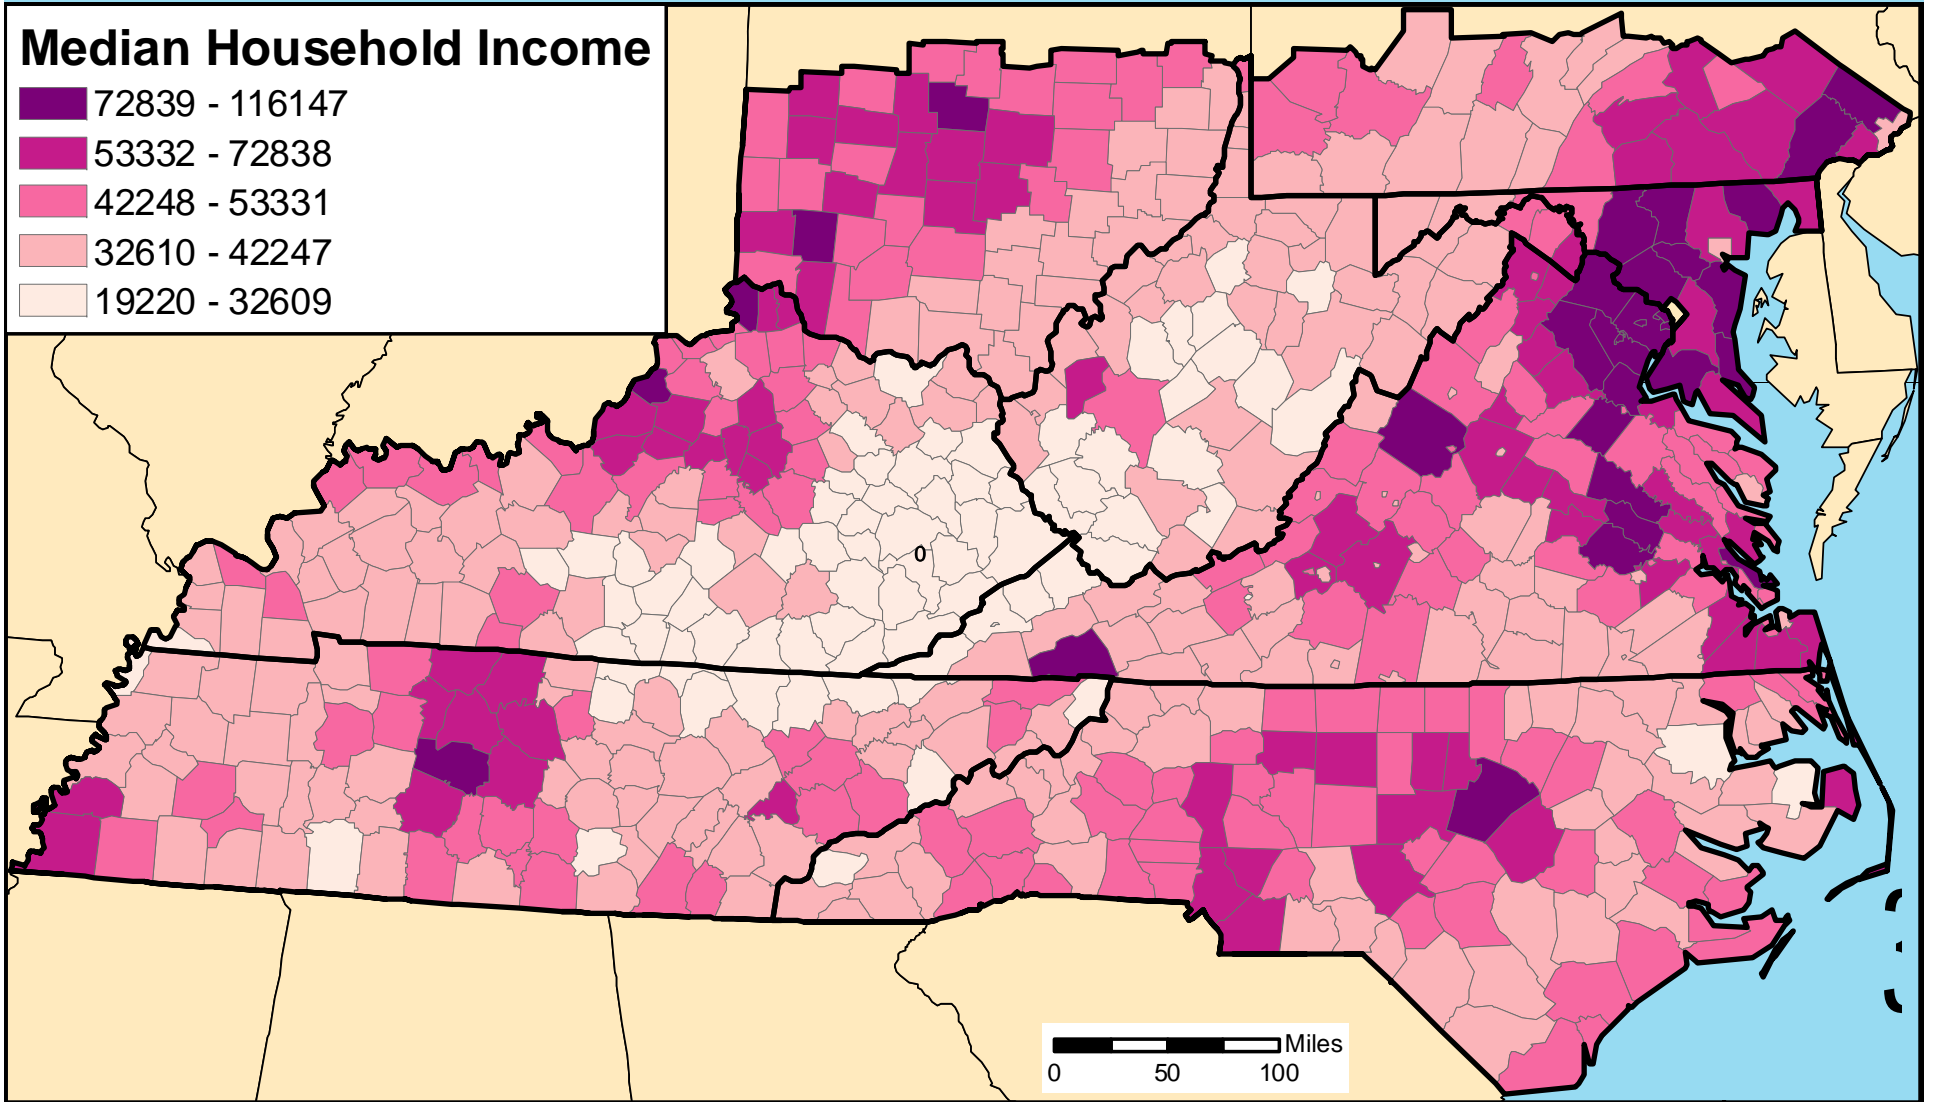 Median Household Income
72839 - 116147
53332 - 72838
42248 - 53331
32610 - 42247
19220 - 32609
0
Miles
0 50 100